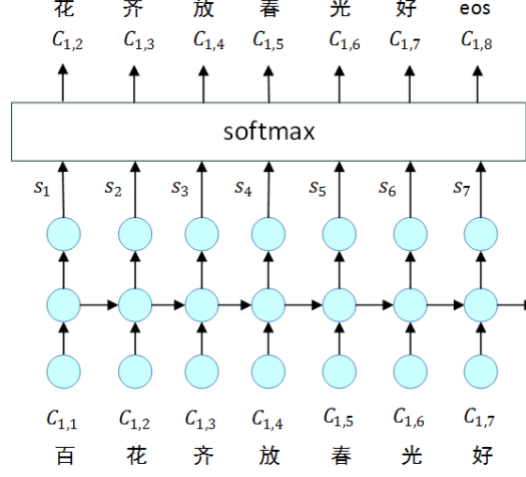 花 齐 放 春 光 好 eos
C1,2 C1,3 C1,4 C1,5 C1,6 C1,7 C1,8
softmax
s1 s2 s3 s4 s5 s6 s7
C1,1 C1,2 C1,3 C1,4 C1,5 C1,6 C1,7
百 花 齐 放 春 光 好